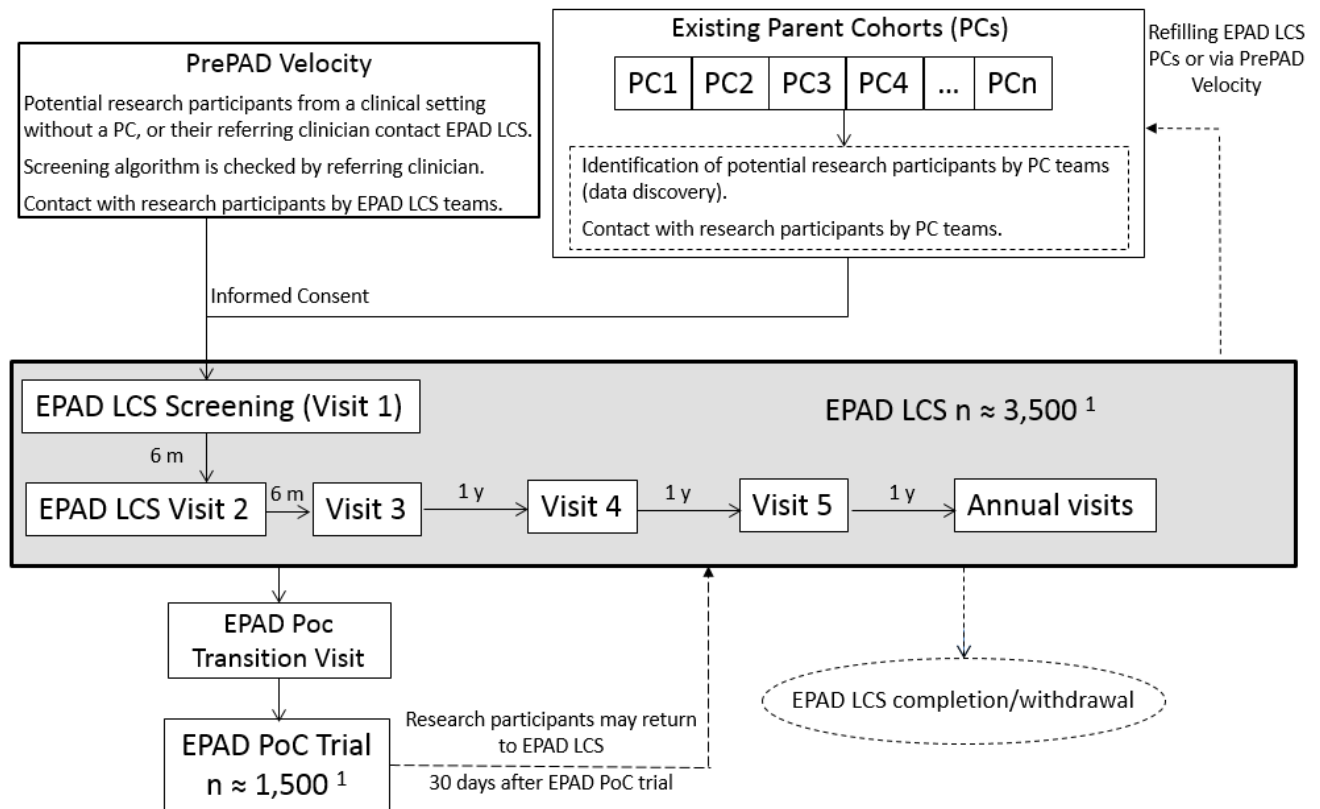 PrePAD Velocity
Potential research participants from a clinical setting
without a PC, or their referring clinician contact EPAD LCS.
Screening algorithm is checked by referring clinician.
Contact with research participants by EPAD LCS teams.
Existing Parent Cohorts (PCs)
PC1 PC2 PC3 PC4 ... PCn
Identification of potential research participants by PC teams
(data discovery).
Contact with research participants by PC teams.
Refilling EPAD LCS
PCs or via PrePAD
Velocity
Informed Consent
EPAD LCS Screening (Visit 1)
EPAD LCS n ≈ 3,500 ¹
6 m
EPAD LCS Visit 2
6 m
Visit 3
1 y
Visit 4
1 y
Visit 5
1 y
Annual visits
EPAD Poc
Transition Visit
EPAD PoC Trial
n ≈ 1,500 ¹
Research participants may return
to EPAD LCS
30 days after EPAD PoC trial
EPAD LCS completion/withdrawal